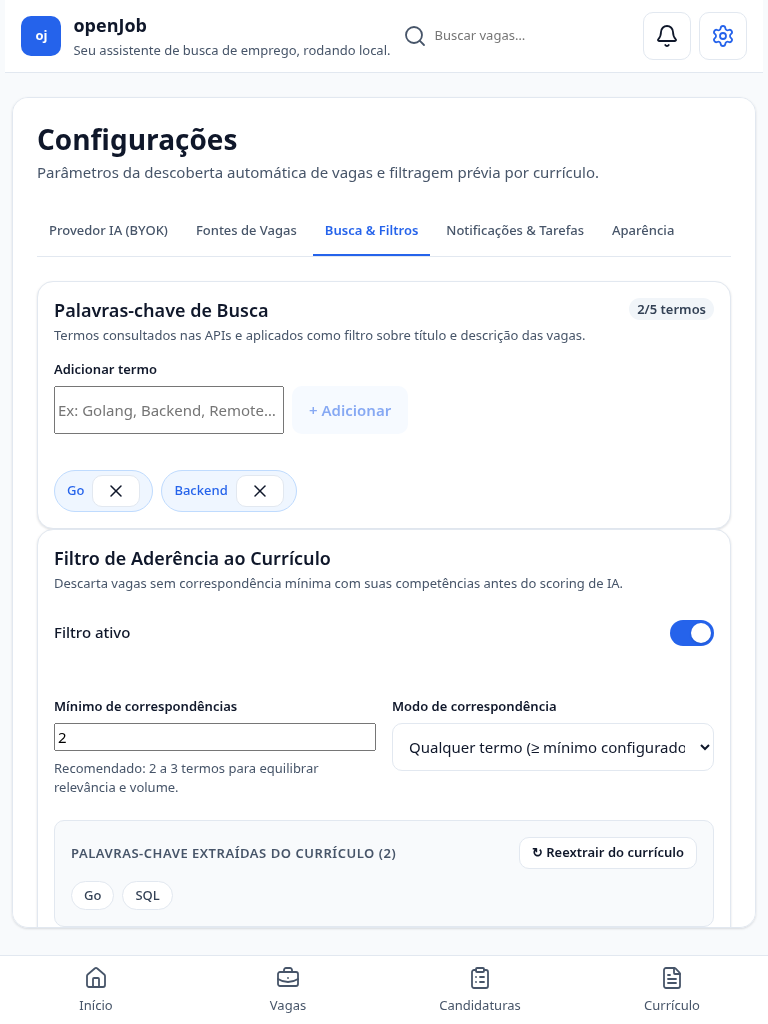 oj
openJob
Seu assistente de busca de emprego, rodando local.
Buscar vagas...
Configurações
Parâmetros da descoberta automática de vagas e filtragem prévia por currículo.
Provedor IA (BYOK) Fontes de Vagas Busca & Filtros Notificações & Tarefas Aparência
Palavras-chave de Busca
2/5 termos
Termos consultados nas APIs e aplicados como filtro sobre título e descrição das vagas.
Adicionar termo
Ex: Golang, Backend, Remote...
+ Adicionar
Go
Backend
Filtro de Aderência ao Currículo
Descarta vagas sem correspondência mínima com suas competências antes do scoring de IA.
Filtro ativo
Mínimo de correspondências
2
Recomendado: 2 a 3 termos para equilibrar
relevância e volume.
Modo de correspondência
Qualquer termo (≥ mínimo configurado
PALAVRAS-CHAVE EXTRAÍDAS DO CURRÍCULO (2)
↻ Reextrair do currículo
Go
SQL
Início
Vagas
Candidaturas
Currículo